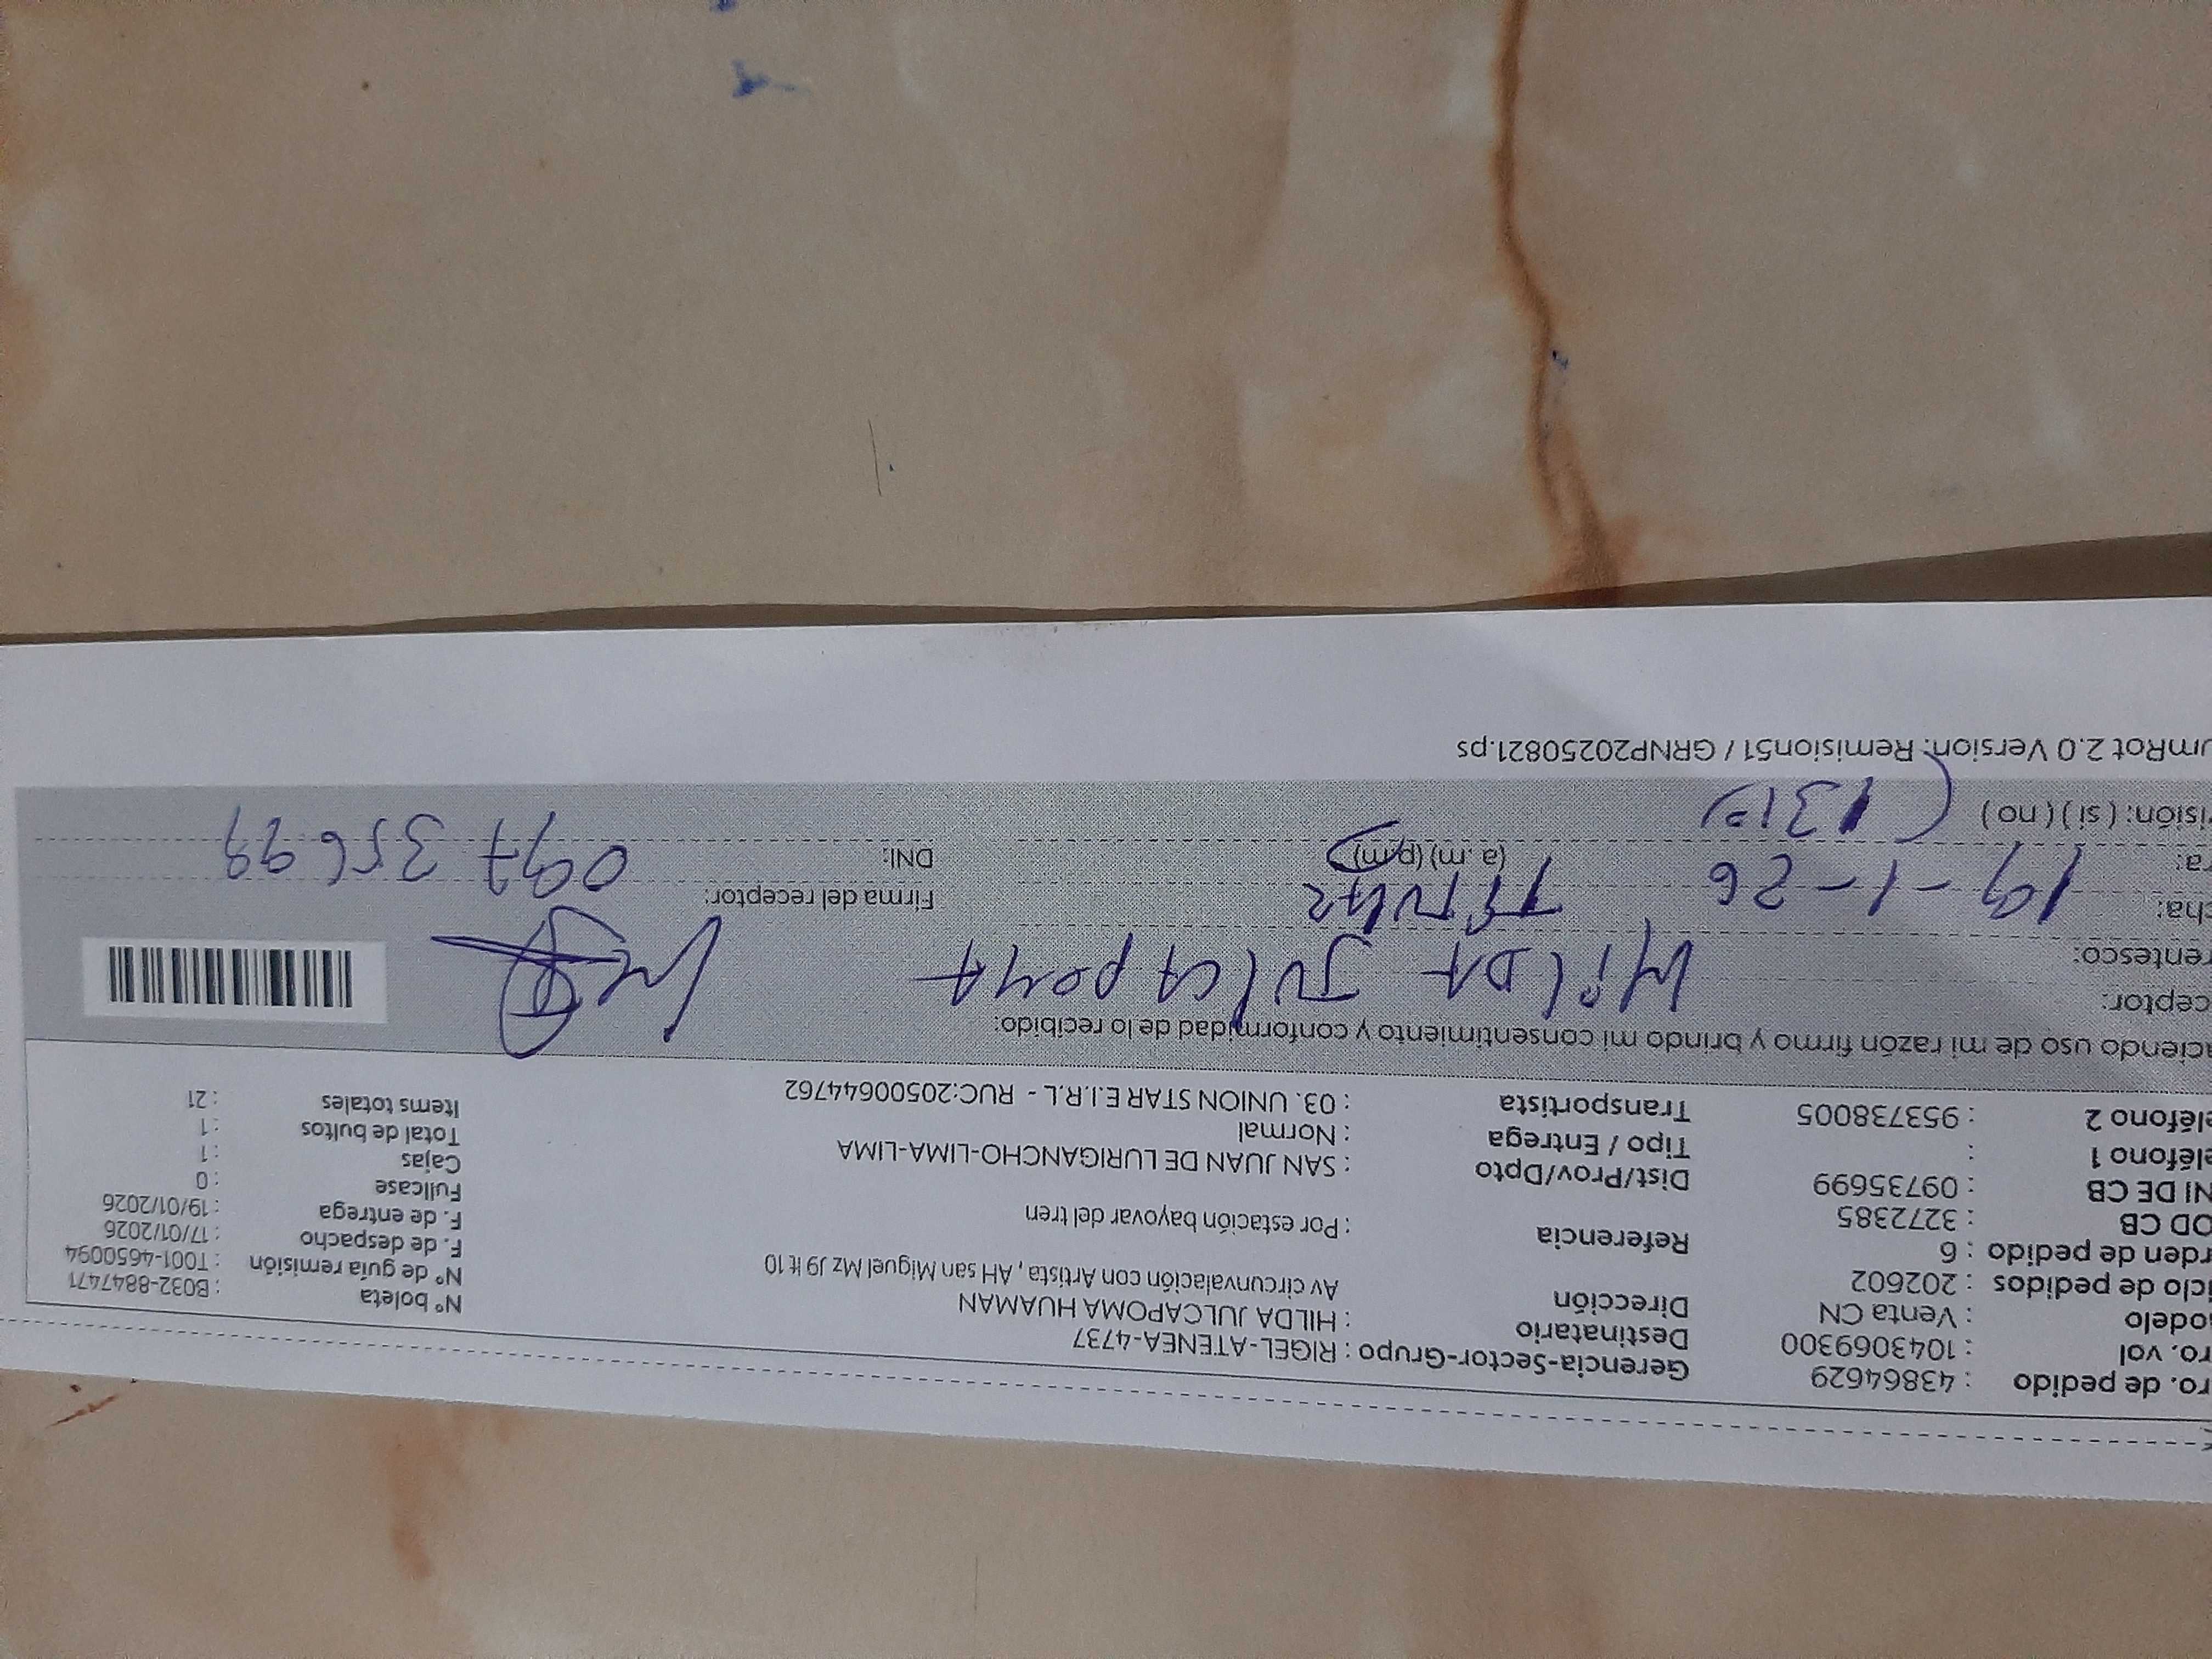 ro. de pedido : 43864629 Gerencia-Sector-Grupo : RIGEL-ATENEA-4737
ro. vol : 1043069300 Destinatario : HILDA JULCAPOMA HUAMAN
odelo : Venta CN Dirección Av circunvalación con Artista, AH san Miguel Mz J9 lt 10
iclo de pedidos : 202602
rden de pedido : 6 Referencia : Por estación bayovar del tren
OD CB : 3272385
NI DE CB : 09735699 Dist/Prov/Dpto : SAN JUAN DE LURIGANCHO-LIMA-LIMA
eléfono 1 : Tipo / Entrega : Normal
eléfono 2 : 953738005 Transportista : 03. UNION STAR E.I.R.L - RUC:20500644762
N° boleta : B032-8847471
N° de guía remisión : T001-4650094
F. de despacho : 17/01/2026
F. de entrega : 19/01/2026
Fullcase : 0
Cajas : 1
Total de bultos : 1
Items totales : 21
aciendo uso de mi razón firmo y brindo mi consentimiento y conformidad de lo recibido:
ceptor: HilDA JUlCApoMA
rentesco:
cha: 19-1-26 TiTULAR Firma del receptor:
ra: (a. m) (p.m) DNI: 09735699
isión: ( si ) ( no )
umRot 2.0 Version: Remision51 / GRNP20250821.ps